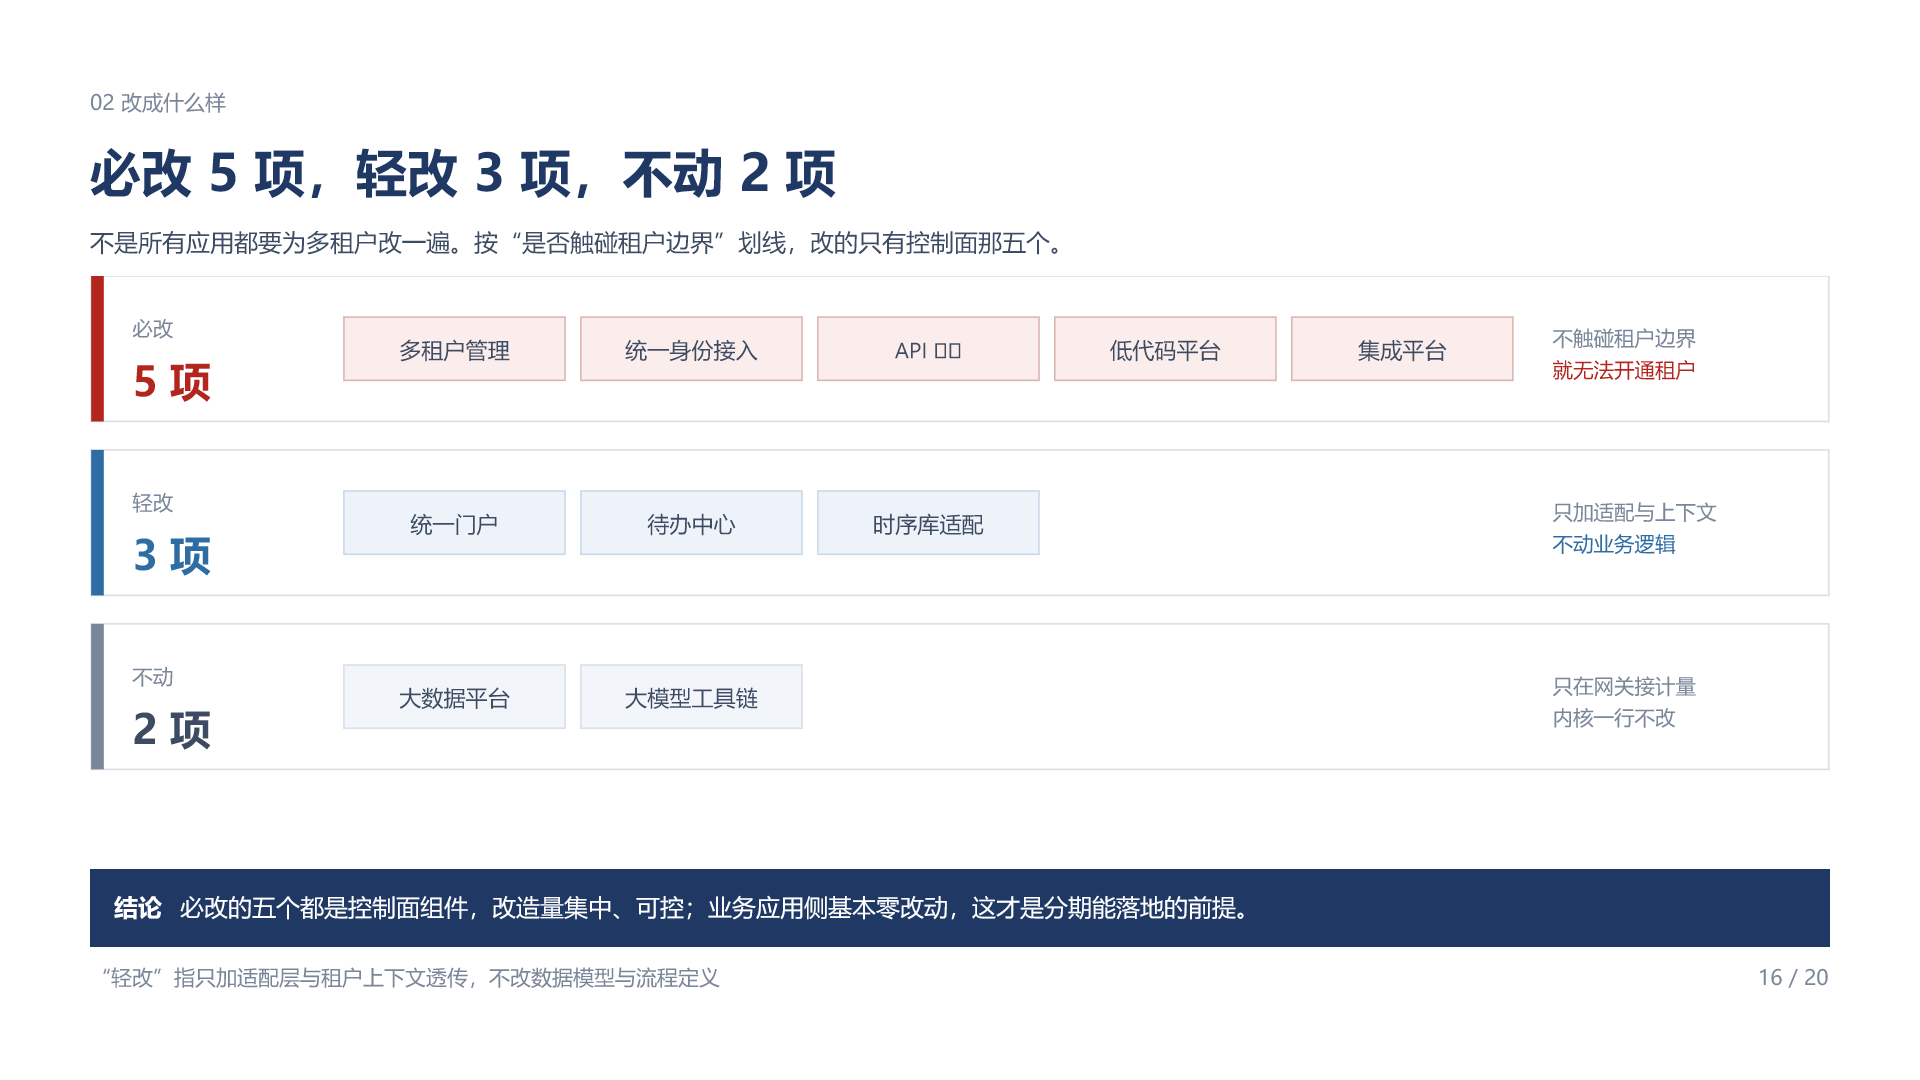 02 改成什么样
必改 5 项，轻改 3 项，不动 2 项
不是所有应用都要为多租户改一遍。按“是否触碰租户边界”划线，改的只有控制面那五个。
必改
5 项
多租户管理
统一身份接入
API
低代码平台
集成平台
不触碰租户边界
就无法开通租户
轻改
3 项
统一门户
待办中心
时序库适配
只加适配与上下文
不动业务逻辑
不动
2 项
大数据平台
大模型工具链
只在网关接计量
内核一行不改
结论 必改的五个都是控制面组件，改造量集中、可控；业务应用侧基本零改动，这才是分期能落地的前提。
“轻改”指只加适配层与租户上下文透传，不改数据模型与流程定义
16 / 20